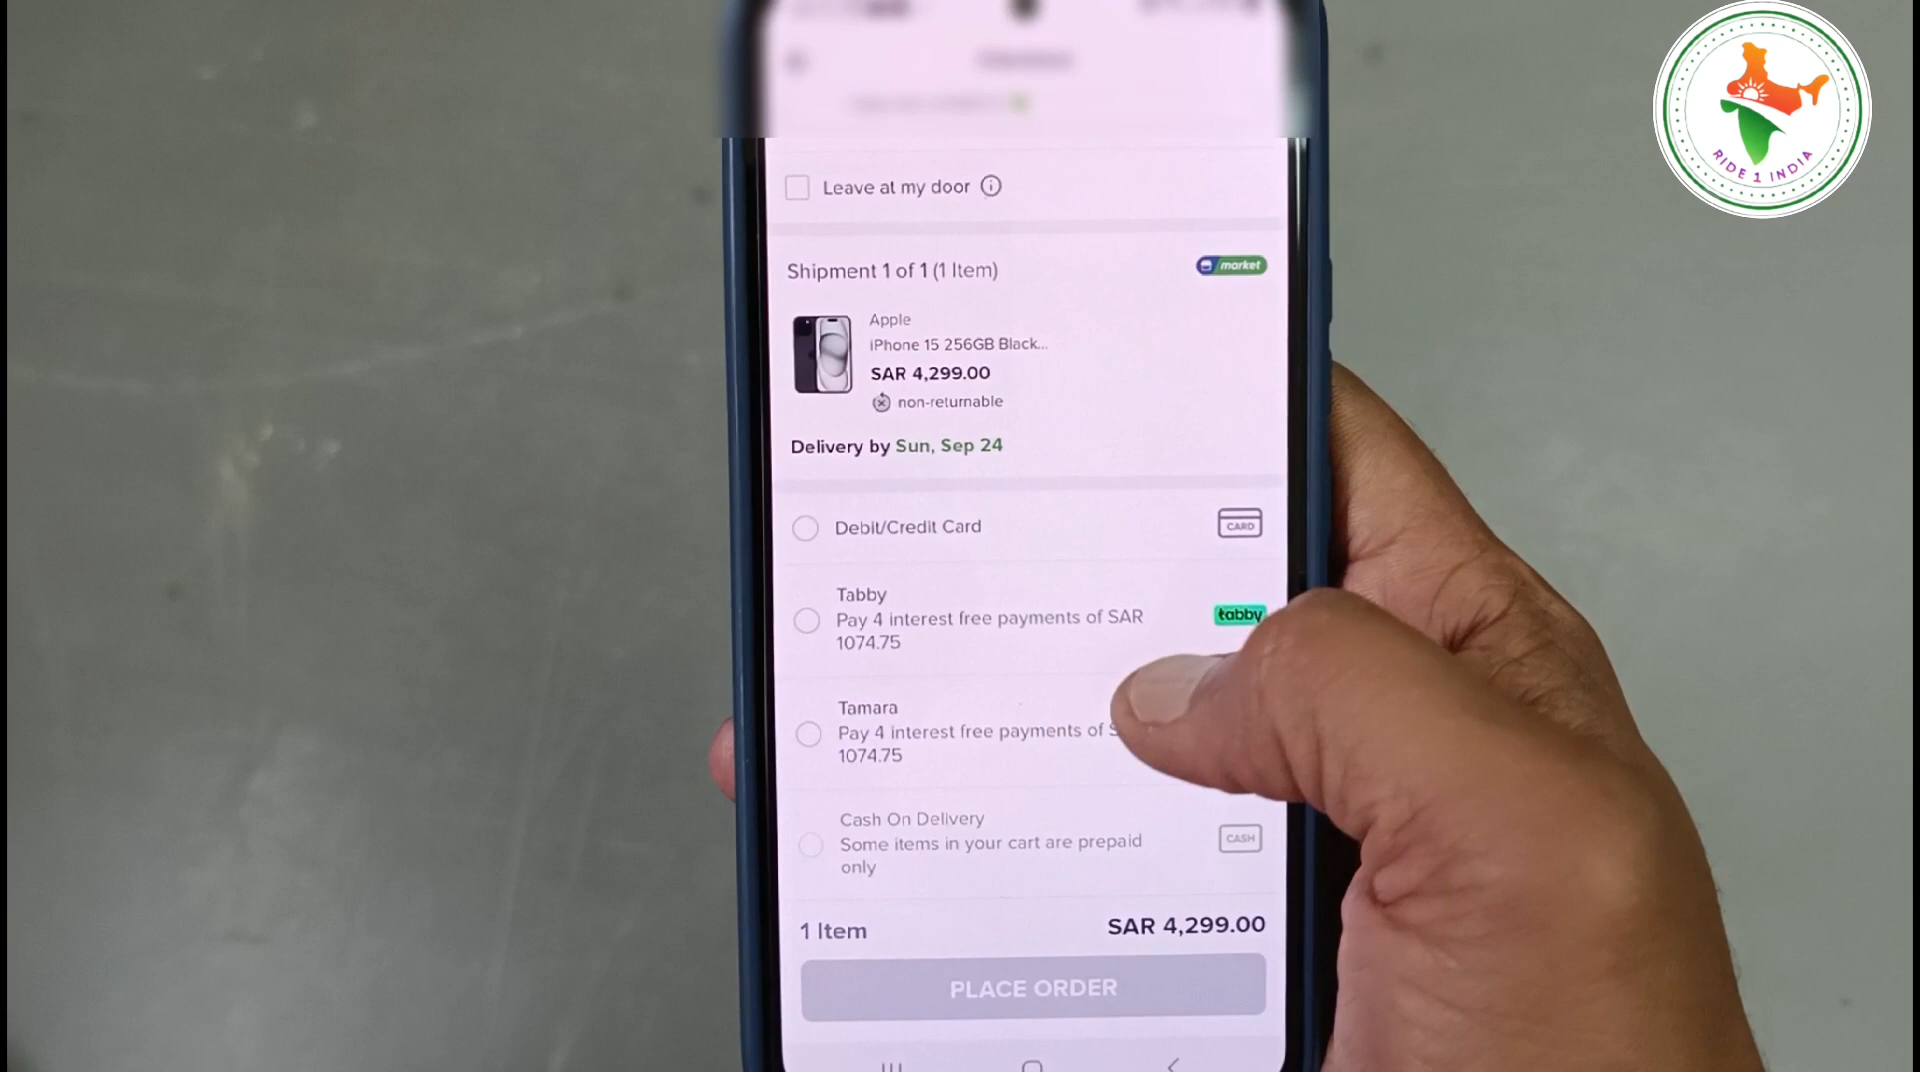 RIDE 1 INDIA
Leave at my door
Shipment 1 of 1 (1 Item)
market
Apple
iPhone 15 256GB Black...
SAR 4,299.00
non-returnable
Delivery by Sun, Sep 24
Debit/Credit Card
CARD
Tabby
Pay 4 interest free payments of SAR
1074.75
tabby
Tamara
Pay 4 interest free payments of
1074.75
Cash On Delivery
Some items in your cart are prepaid
only
CASH
1 Item
SAR 4,299.00
PLACE ORDER